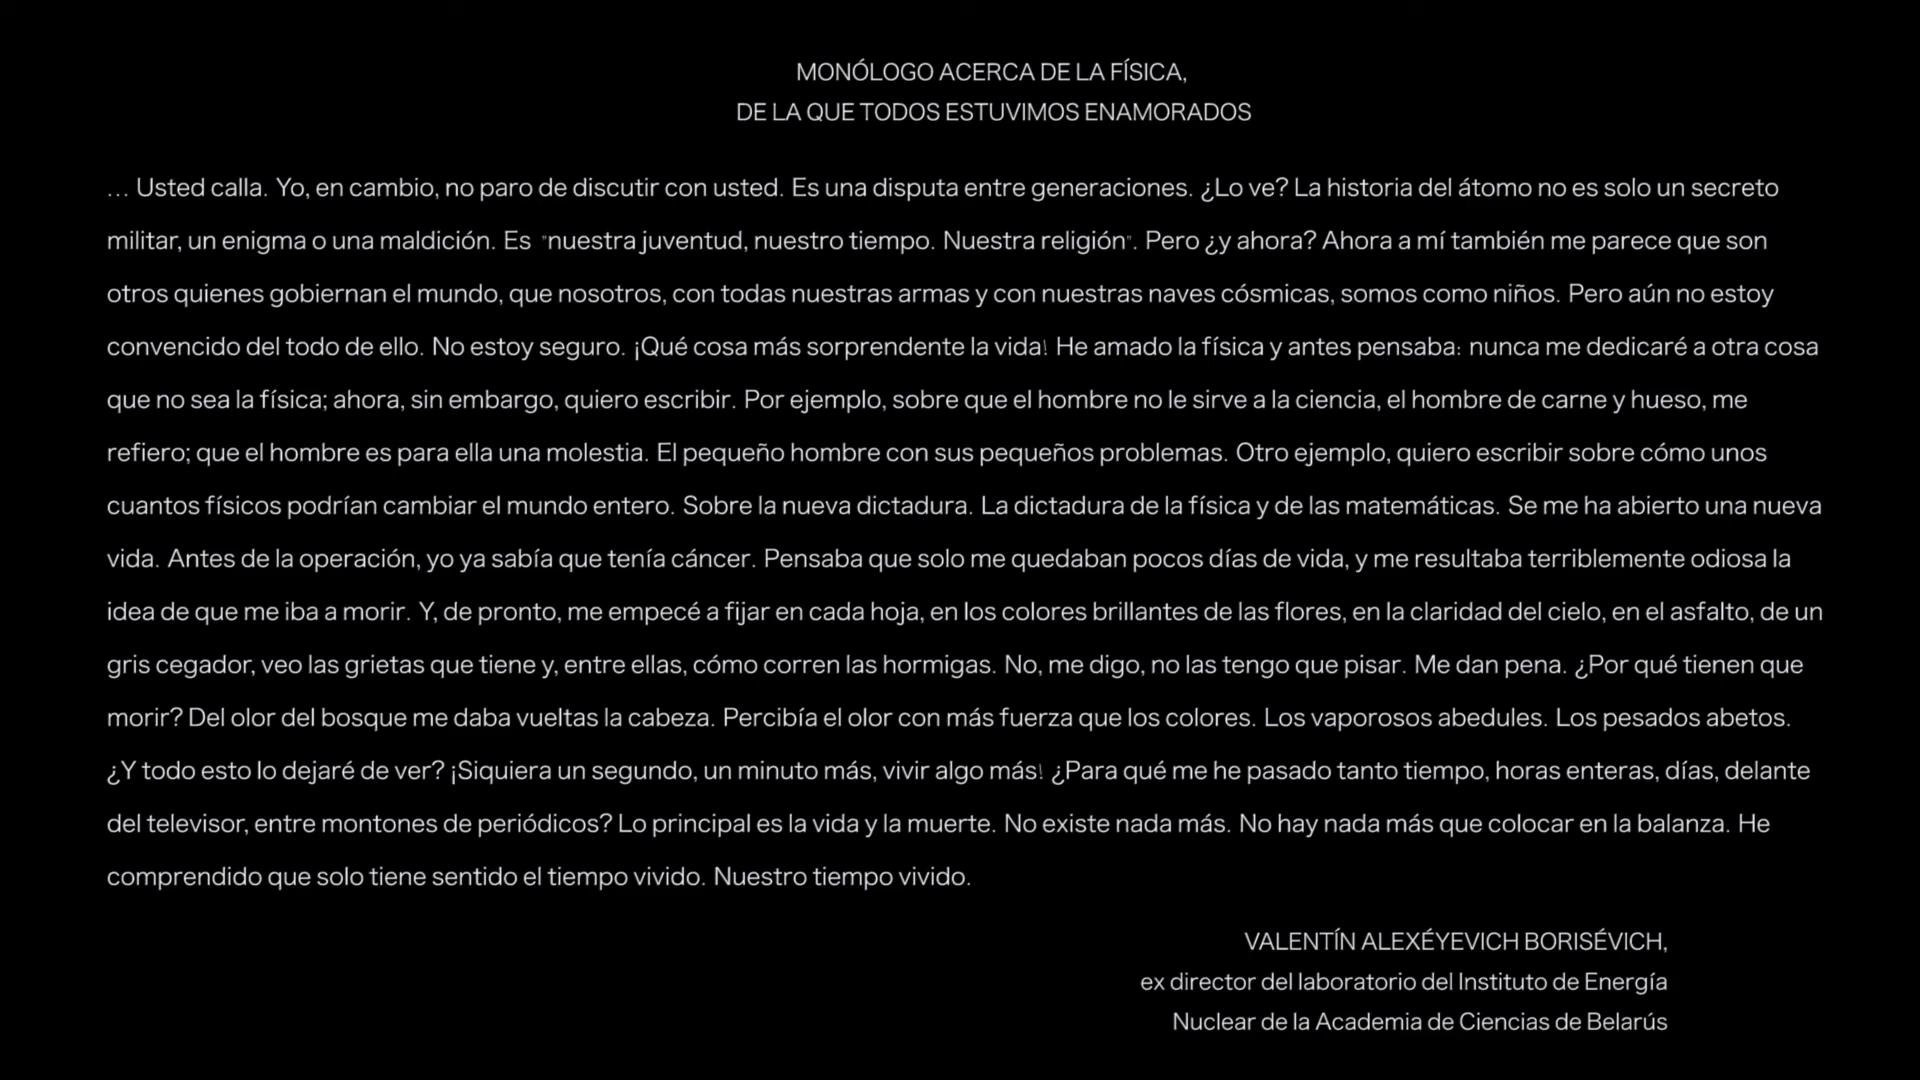 MONÓLOGO ACERCA DE LA FÍSICA,
DE LA QUE TODOS ESTUVIMOS ENAMORADOS
… Usted calla. Yo, en cambio, no paro de discutir con usted. Es una disputa entre generaciones. ¿Lo ve? La historia del átomo no es solo un secreto
militar, un enigma o una maldición. Es "nuestra juventud, nuestro tiempo. Nuestra religión". Pero ¿y ahora? Ahora a mí también me parece que son
otros quienes gobiernan el mundo, que nosotros, con todas nuestras armas y con nuestras naves cósmicas, somos como niños. Pero aún no estoy
convencido del todo de ello. No estoy seguro. ¡Qué cosa más sorprendente la vida! He amado la física y antes pensaba: nunca me dedicaré a otra cosa
que no sea la física; ahora, sin embargo, quiero escribir. Por ejemplo, sobre que el hombre no le sirve a la ciencia, el hombre de carne y hueso, me
refiero; que el hombre es para ella una molestia. El pequeño hombre con sus pequeños problemas. Otro ejemplo, quiero escribir sobre cómo unos
cuantos físicos podrían cambiar el mundo entero. Sobre la nueva dictadura. La dictadura de la física y de las matemáticas. Se me ha abierto una nueva
vida. Antes de la operación, yo ya sabía que tenía cáncer. Pensaba que solo me quedaban pocos días de vida, y me resultaba terriblemente odiosa la
idea de que me iba a morir. Y, de pronto, me empecé a fijar en cada hoja, en los colores brillantes de las flores, en la claridad del cielo, en el asfalto, de un
gris cegador, veo las grietas que tiene y, entre ellas, cómo corren las hormigas. No, me digo, no las tengo que pisar. Me dan pena. ¿Por qué tienen que
morir? Del olor del bosque me daba vueltas la cabeza. Percibía el olor con más fuerza que los colores. Los vaporosos abedules. Los pesados abetos.
¿Y todo esto lo dejaré de ver? ¡Siquiera un segundo, un minuto más, vivir algo más! ¿Para qué me he pasado tanto tiempo, horas enteras, días, delante
del televisor, entre montones de periódicos? Lo principal es la vida y la muerte. No existe nada más. No hay nada más que colocar en la balanza. He
comprendido que solo tiene sentido el tiempo vivido. Nuestro tiempo vivido.
VALENTÍN ALEXÉYEVICH BORISÉVICH,
ex director del laboratorio del Instituto de Energía
Nuclear de la Academia de Ciencias de Belarús